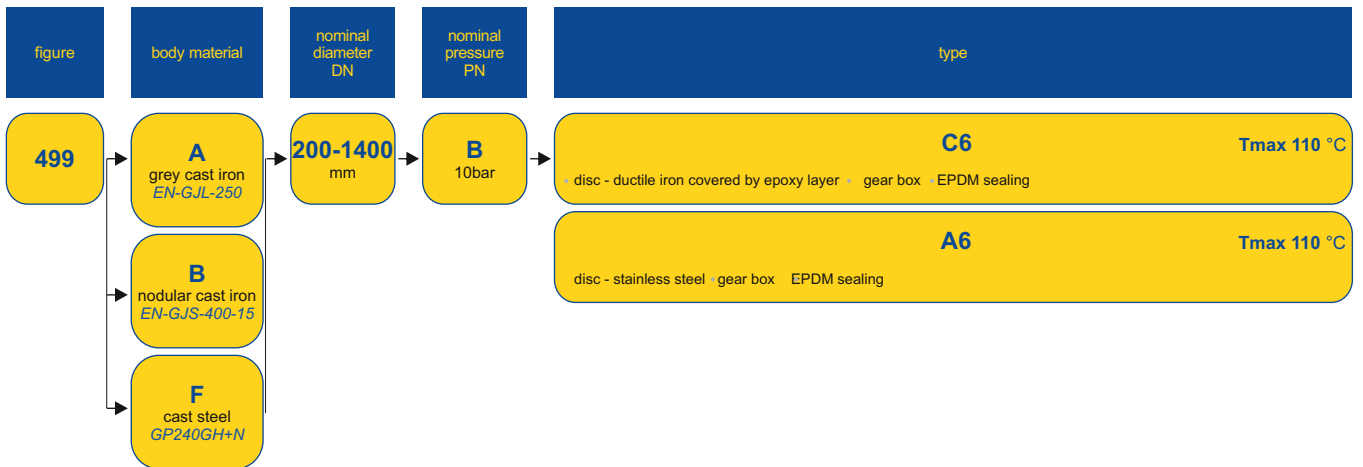 figure
body material
nominal
diameter
DN
nominal
pressure
PN
type
499
A
grey cast iron
EN-GJL-250
200-1400
mm
B
10bar
C6
Tmax 110 °C
disc - ductile iron covered by epoxy layer gear box EPDM sealing
B
nodular cast iron
EN-GJS-400-15
A6
Tmax 110 °C
disc - stainless steel gear box EPDM sealing
F
cast steel
GP240GH+N